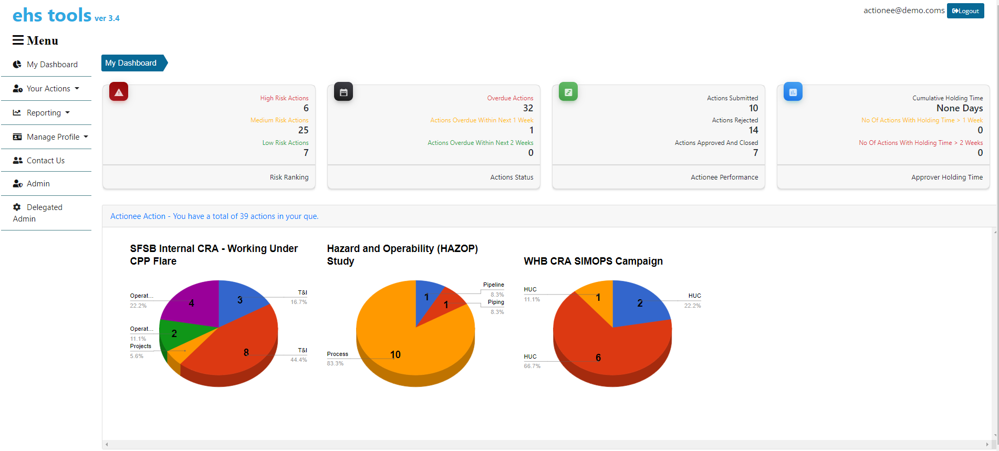 ehs tools ver 3.4
actionee@demo.coms
Logout
Menu
My Dashboard
Your Actions
Reporting
Manage Profile
Contact Us
Admin
Delegated
Admin
My Dashboard
High Risk Actions
6
Medium Risk Actions
25
Low Risk Actions
7
Risk Ranking
Overdue Actions
32
Actions Overdue Within Next 1 Week
1
Actions Overdue Within Next 2 Weeks
0
Actions Status
Actions Submitted
10
Actions Rejected
14
Actions Approved And Closed
7
Actionee Performance
Cumulative Holding Time
None Days
No Of Actions With Holding Time > 1 Week
0
No Of Actions With Holding Time > 2 Weeks
0
Approver Holding Time
Actionee Action - You have a total of 39 actions in your que.
SFSB Internal CRA - Working Under
CPP Flare
Operat...
22.2%
Operat...
11.1%
Projects
5.6%
4
3
2
8
T&I
16.7%
T&I
44.4%
Hazard and Operability (HAZOP)
Study
Pipeline
8.3%
Piping
8.3%
1
1
10
Process
83.3%
WHB CRA SIMOPS Campaign
HUC
11.1%
1
2
HUC
22.2%
HUC
66.7%
6